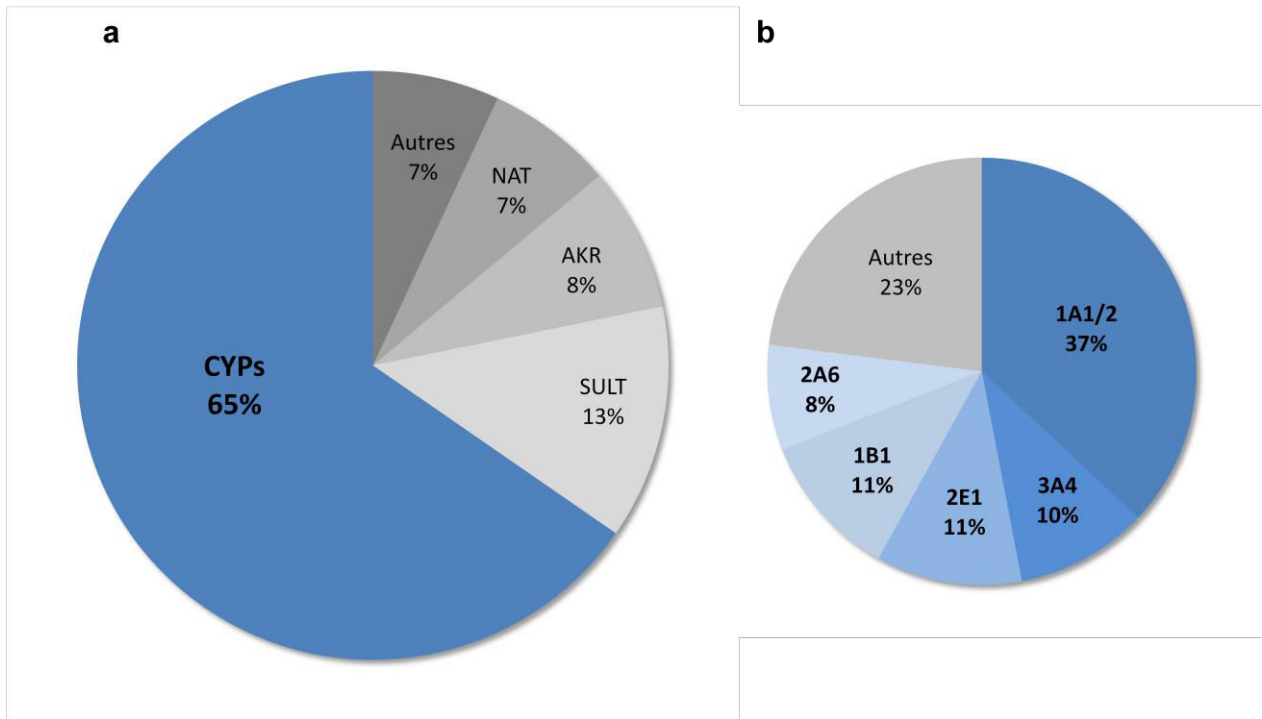 a
Autres
7%
NAT
7%
AKR
8%
SULT
13%
CYPs
65%
b
1A1/2
37%
3A4
10%
2E1
11%
1B1
11%
2A6
8%
Autres
23%